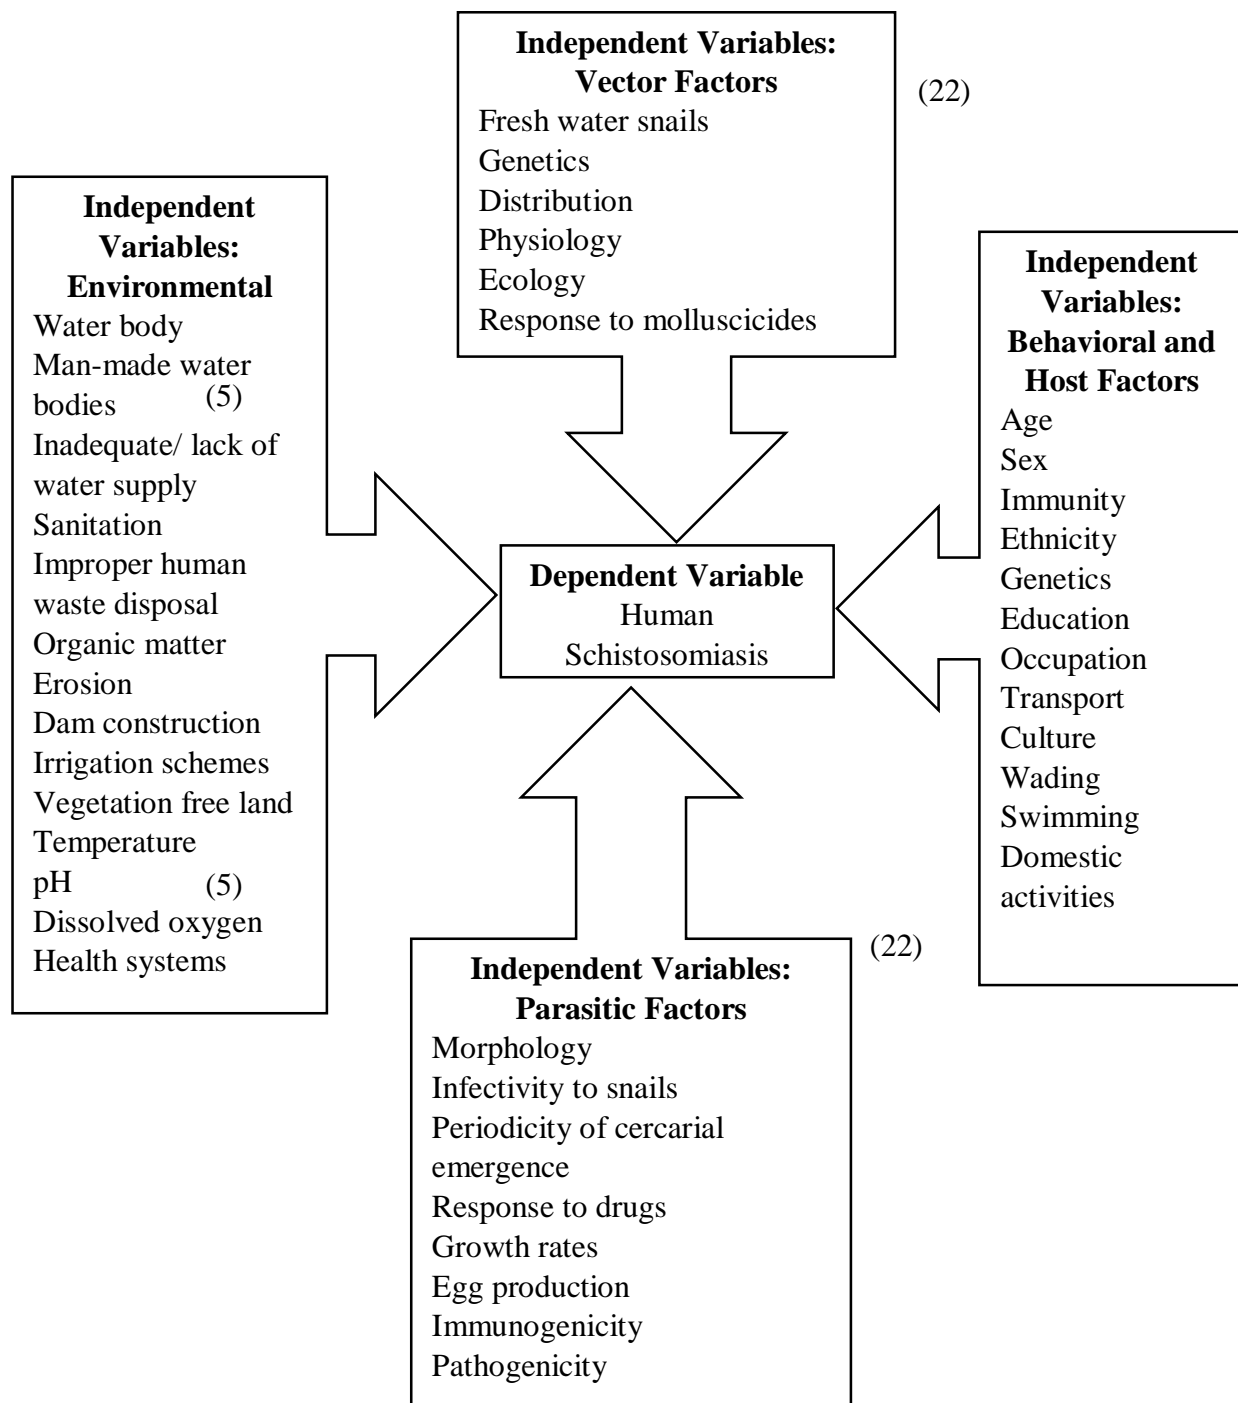 Independent Variables:
Vector Factors
Fresh water snails
Genetics
Distribution
Physiology
Ecology
Response to molluscicides
(22)
Independent
Variables:
Environmental
Water body
Man-made water
bodies (5)
Inadequate/ lack of
water supply
Sanitation
Improper human
waste disposal
Organic matter
Erosion
Dam construction
Irrigation schemes
Vegetation free land
Temperature
pH (5)
Dissolved oxygen
Health systems
Dependent Variable
Human
Schistosomiasis
Independent
Variables:
Behavioral and
Host Factors
Age
Sex
Immunity
Ethnicity
Genetics
Education
Occupation
Transport
Culture
Wading
Swimming
Domestic
activities
Independent Variables:
Parasitic Factors
Morphology
Infectivity to snails
Periodicity of cercarial
emergence
Response to drugs
Growth rates
Egg production
Immunogenicity
Pathogenicity
(22)